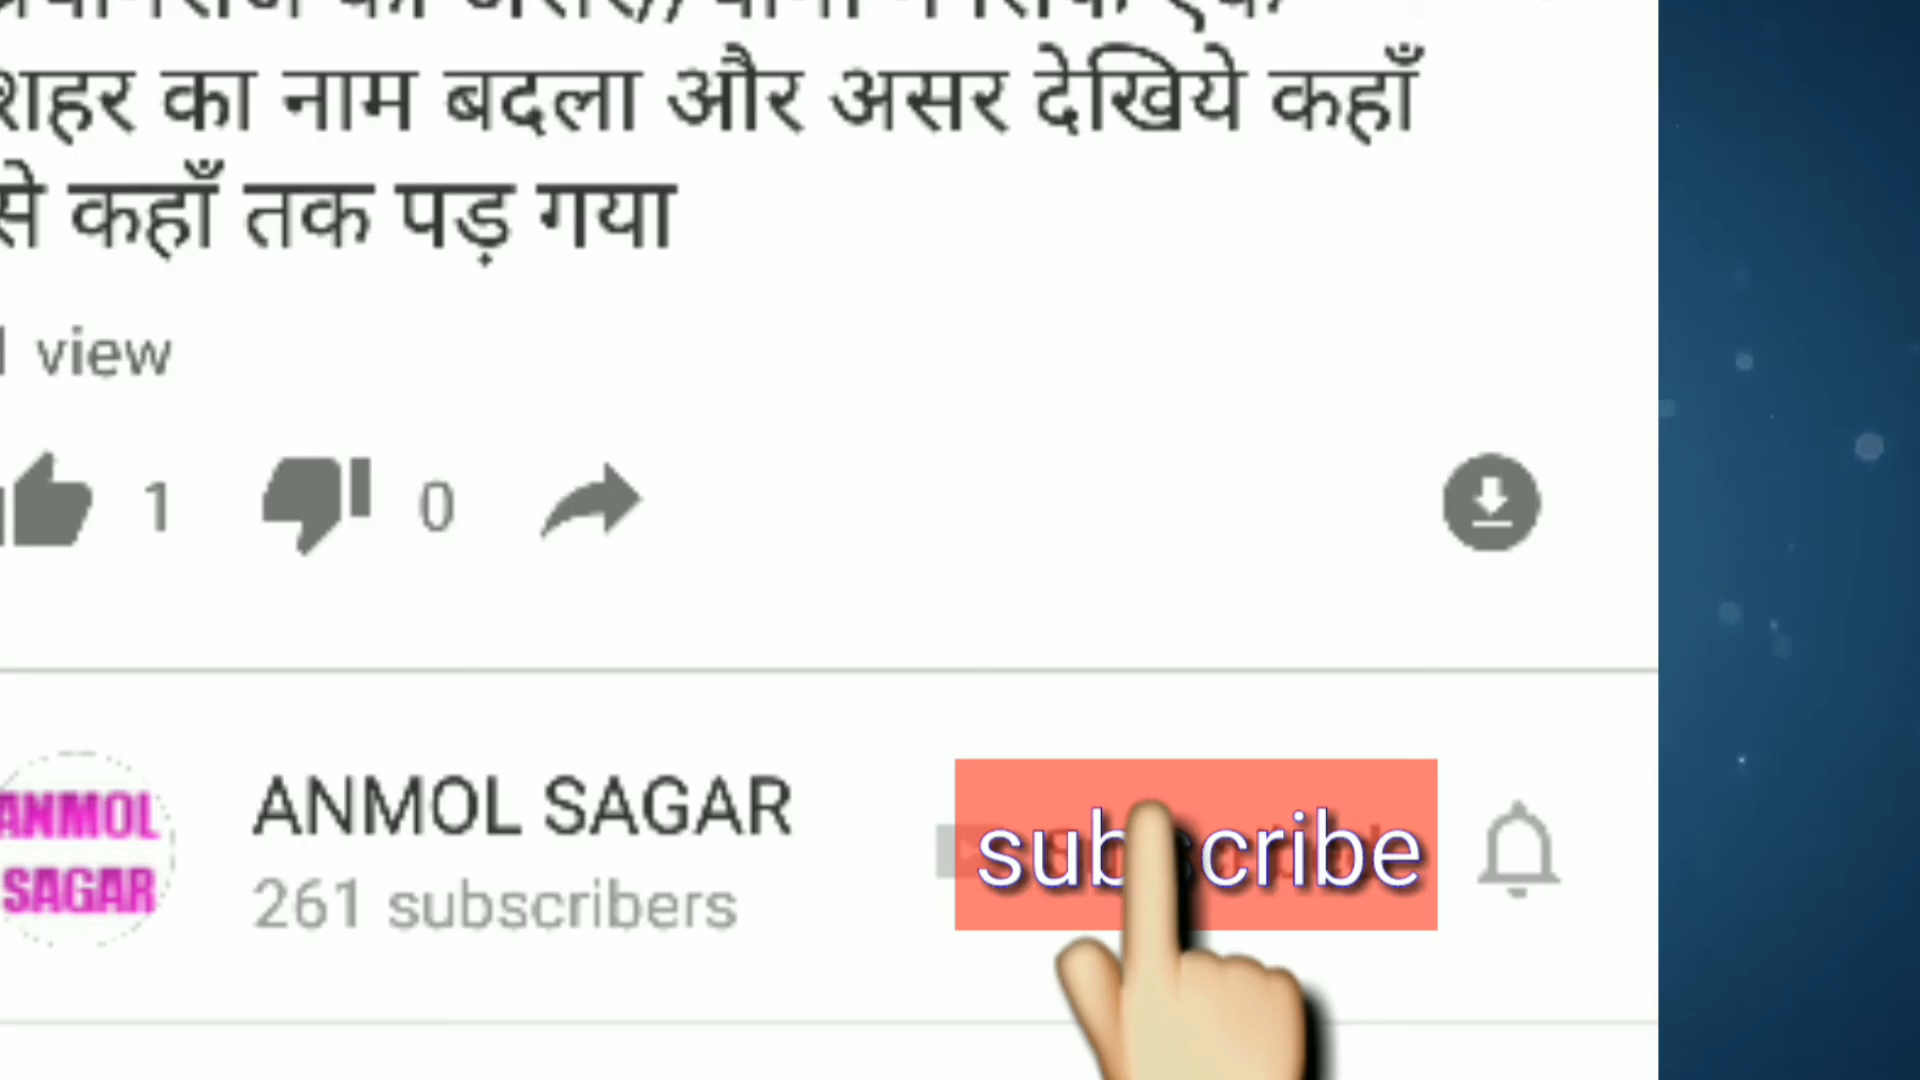 शहर का नाम बदला और असर देखिये कहाँ
से कहाँ तक पड़ गया
1 view
1 0
ANMOL SAGAR
ANMOL SAGAR
261 subscribers
subscribe